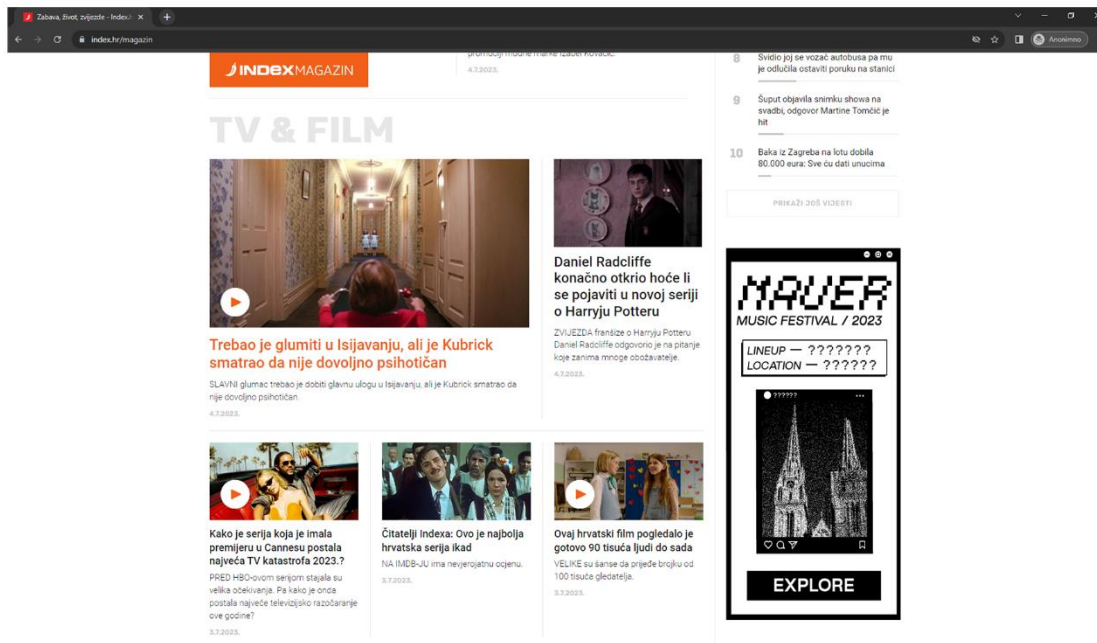 Zabava, život, zvijezde - Index.h
index.hr/magazin
Anonimno
INDEXMAGAZIN
promociji modne marke Izabel Kovačić.
4.7.2023.
TV & FILM
Trebao je glumiti u Isijavanju, ali je Kubrick
smatrao da nije dovoljno psihotičan
SLAVNI glumac trebao je dobiti glavnu ulogu u Isijavanju, ali je Kubrick smatrao da
nije dovoljno psihotičan.
4.7.2023.
Daniel Radcliffe
konačno otkrio hoće li
se pojaviti u novoj seriji
o Harryju Potteru
ZVIJEZDA franšize o Harryju Potteru
Daniel Radcliffe odgovorio je na pitanje
koje zanima mnoge obožavatelje.
4.7.2023.
Kako je serija koja je imala
premijeru u Cannesu postala
najveća TV katastrofa 2023.?
PRED HBO-ovom serijom stajala su
velika očekivanja. Pa kako je onda
postala najveće televizijsko razočaranje
ove godine?
3.7.2023.
Čitatelji Indexa: Ovo je najbolja
hrvatska serija ikad
NA IMDB-JU ima nevjerojatnu ocjenu.
3.7.2023.
Ovaj hrvatski film pogledalo je
gotovo 90 tisuća ljudi do sada
VELIKE su šanse da prijeđe brojku od
100 tisuća gledatelja.
3.7.2023.
8 Svidio joj se vozač autobusa pa mu
je odlučila ostaviti poruku na stanici
9 Šuput objavila snimku showa na
svadbi, odgovor Martine Tomčić je
hit
10 Baka iz Zagreba na lotu dobila
80.000 eura: Sve ću dati unucima
PRIKAŽI JOŠ VIJESTI
MAUER
MUSIC FESTIVAL / 2023
LINEUP — ???????
LOCATION — ??????
??????
EXPLORE